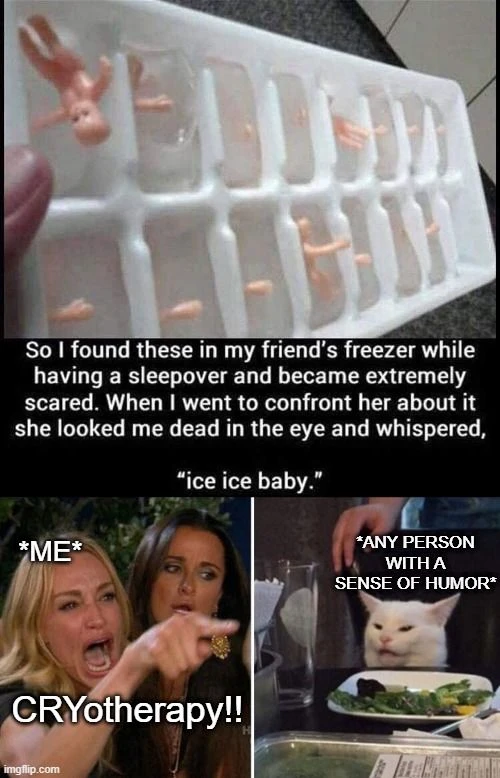 So I found these in my friend's freezer while
having a sleepover and became extremely
scared. When I went to confront her about it
she looked me dead in the eye and whispered,
"ice ice baby."
*ME*
CRYotherapy!!
*ANY PERSON
WITH A
SENSE OF HUMOR*
imgflip.com